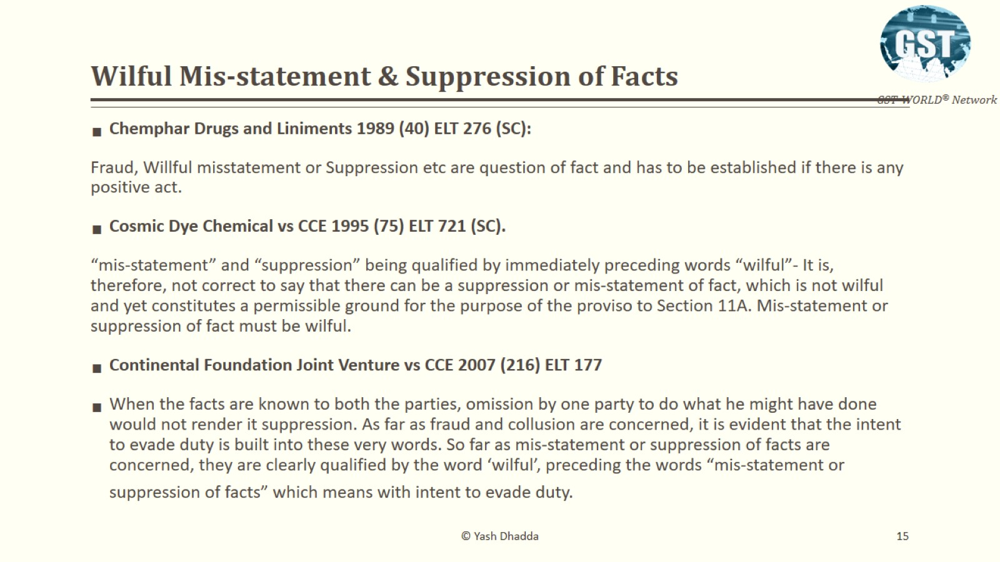 GST
Wilful Mis-statement & Suppression of Facts
GST WORLD® Network
■ Chemphar Drugs and Liniments 1989 (40) ELT 276 (SC):
Fraud, Willful misstatement or Suppression etc are question of fact and has to be established if there is any
positive act.
■ Cosmic Dye Chemical vs CCE 1995 (75) ELT 721 (SC).
“mis-statement” and “suppression” being qualified by immediately preceding words “wilful”- It is,
therefore, not correct to say that there can be a suppression or mis-statement of fact, which is not wilful
and yet constitutes a permissible ground for the purpose of the proviso to Section 11A. Mis-statement or
suppression of fact must be wilful.
■ Continental Foundation Joint Venture vs CCE 2007 (216) ELT 177
■ When the facts are known to both the parties, omission by one party to do what he might have done
would not render it suppression. As far as fraud and collusion are concerned, it is evident that the intent
to evade duty is built into these very words. So far as mis-statement or suppression of facts are
concerned, they are clearly qualified by the word ‘wilful’, preceding the words “mis-statement or
suppression of facts” which means with intent to evade duty.
© Yash Dhadda
15